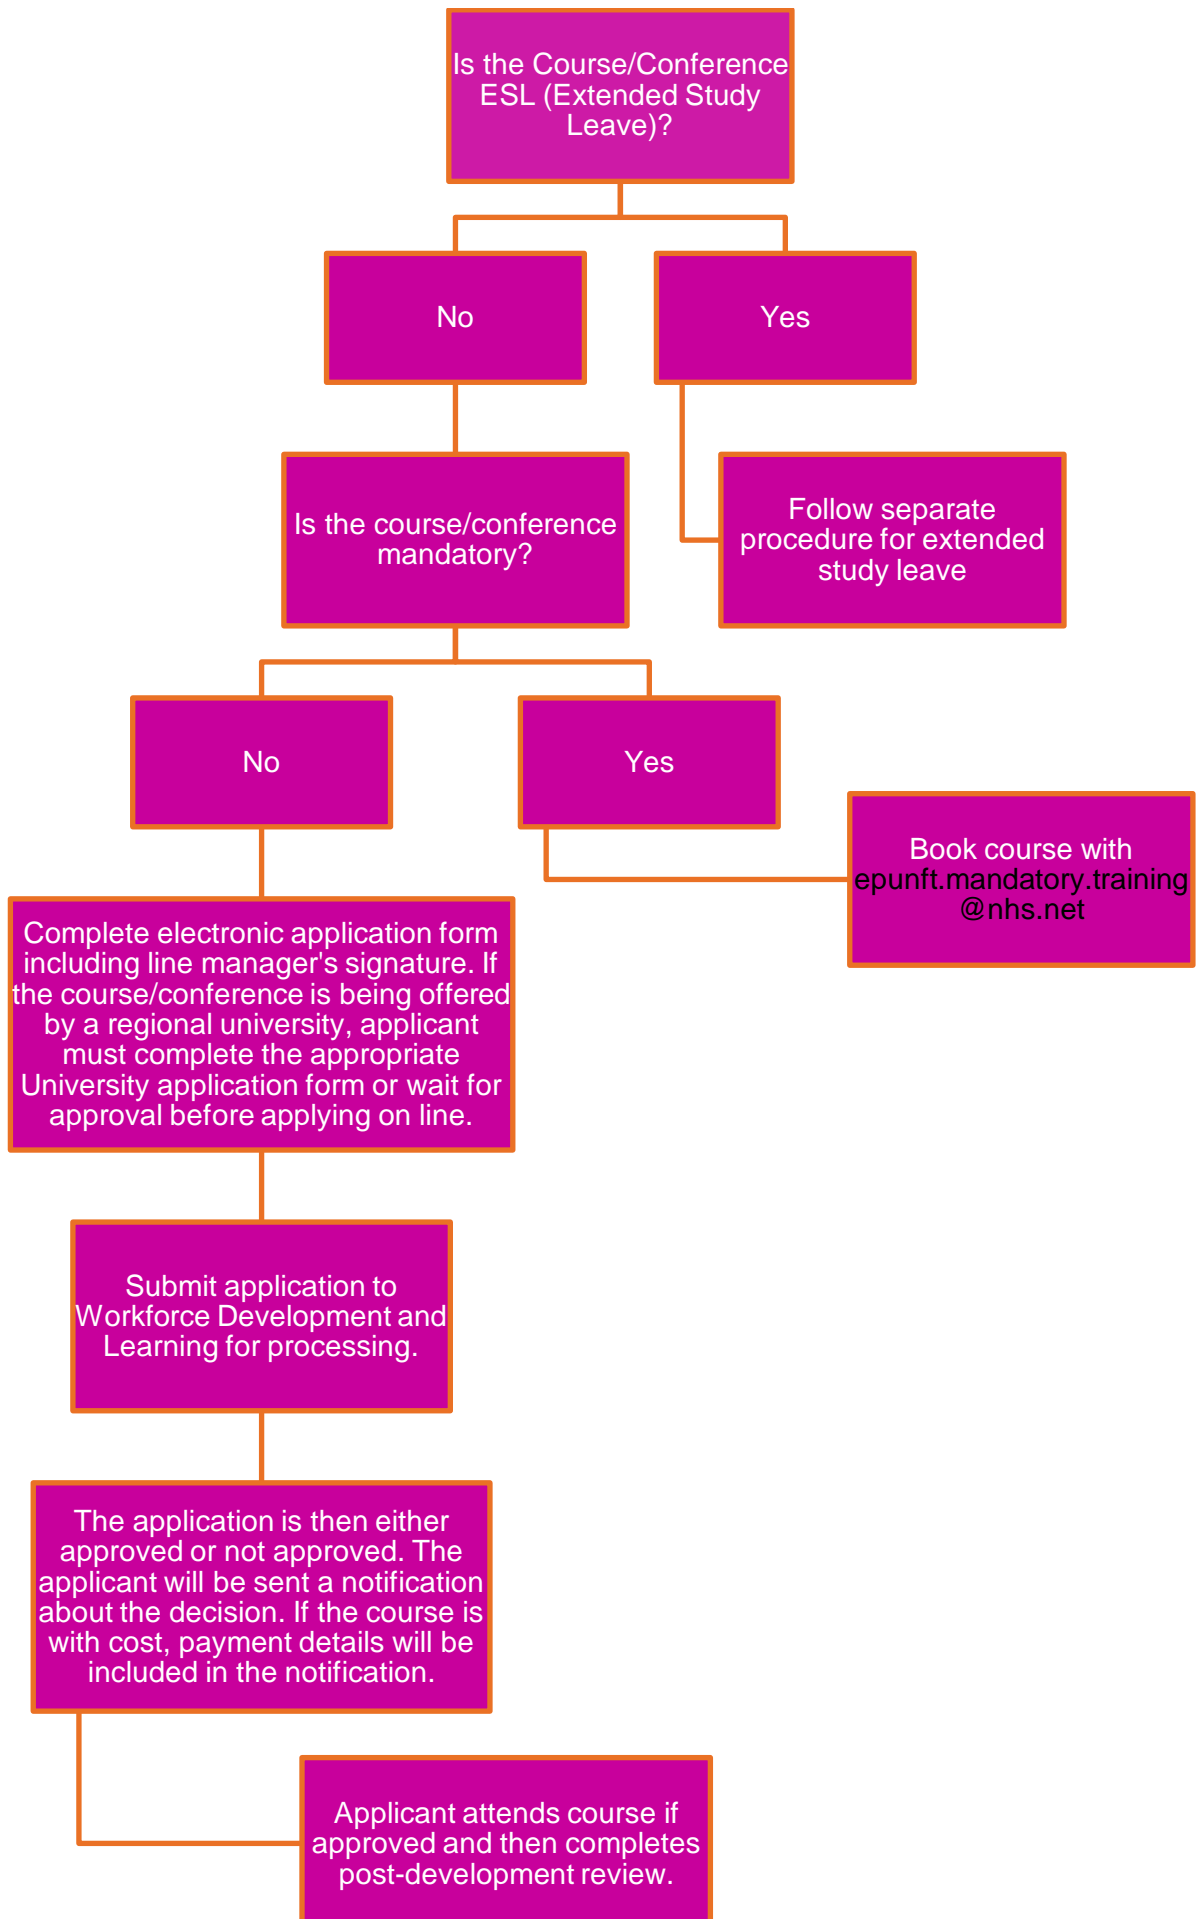 Is the Course/Conference
ESL (Extended Study
Leave)?
No
Yes
Is the course/conference
mandatory?
Follow separate
procedure for extended
study leave
No
Yes
Book course with
epunft.mandatory.training
@nhs.net
Complete electronic application form
including line manager's signature. If
the course/conference is being offered
by a regional university, applicant
must complete the appropriate
University application form or wait for
approval before applying on line.
Submit application to
Workforce Development and
Learning for processing.
The application is then either
approved or not approved. The
applicant will be sent a notification
about the decision. If the course is
with cost, payment details will be
included in the notification.
Applicant attends course if
approved and then completes
post-development review.